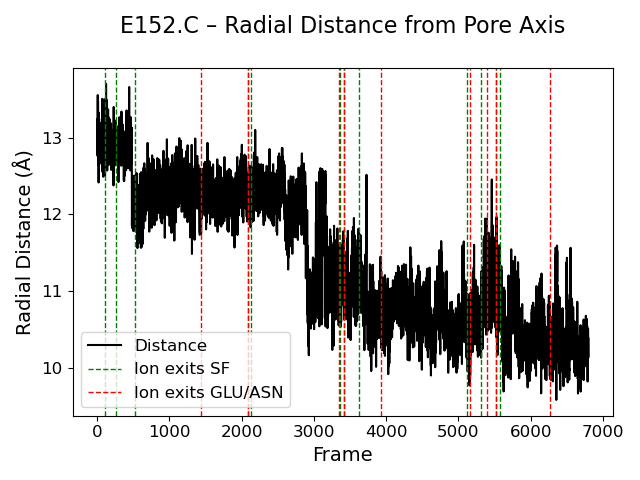 E152.C – Radial Distance from Pore Axis
Radial Distance (Å)
13
12
11
10
Distance
Ion exits SF
Ion exits GLU/ASN
0 1000 2000 3000 4000 5000 6000 7000
Frame